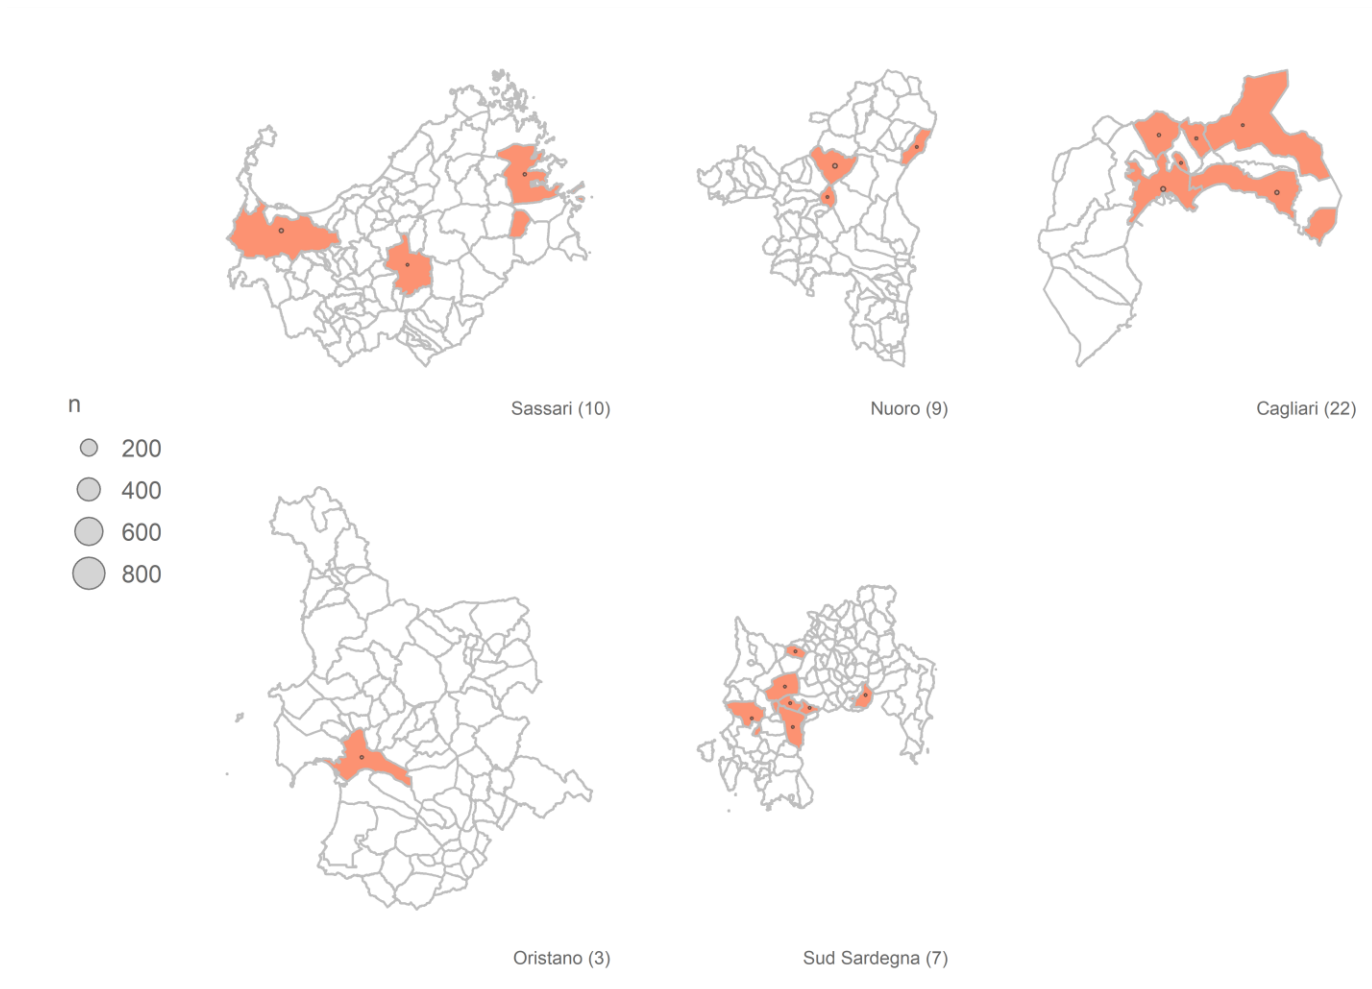 Sassari (10)
Nuoro (9)
Cagliari (22)
n
200
400
600
800
Oristano (3)
Sud Sardegna (7)